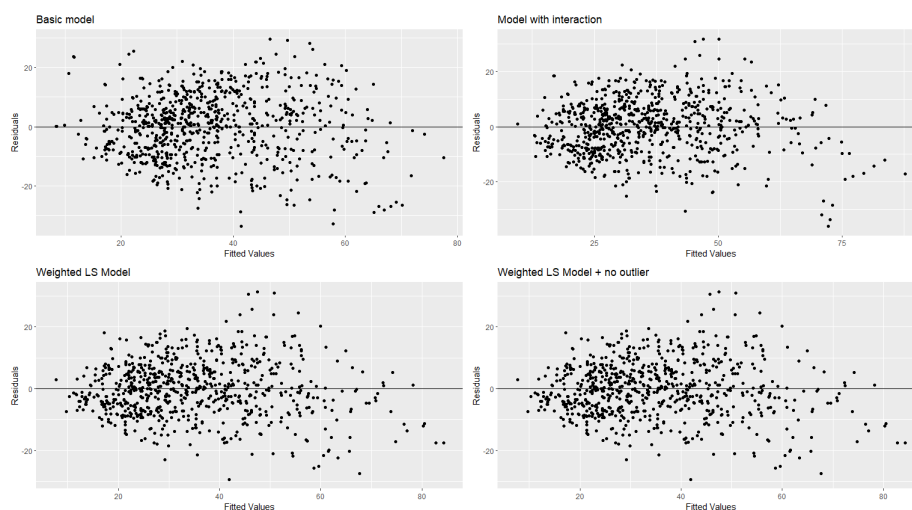 Basic model
20
0
-20
Residuals
20
40
60
80
Fitted Values
Model with interaction
20
0
-20
Residuals
25
50
75
Fitted Values
Weighted LS Model
20
0
-20
Residuals
20
40
60
80
Fitted Values
Weighted LS Model + no outlier
20
0
-20
Residuals
20
40
60
80
Fitted Values